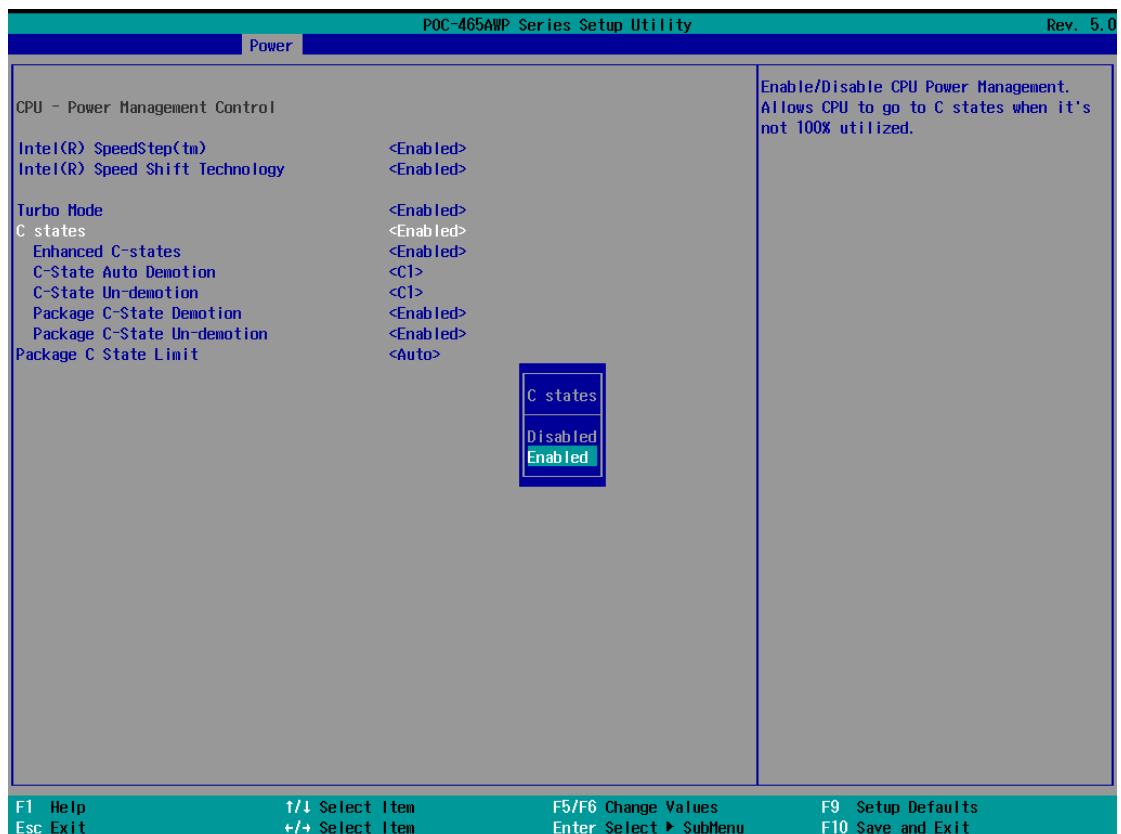 POC-465AWP Series Setup Utility Rev. 5.0
Power
CPU - Power Management Control
Intel(R) SpeedStep(tm) <Enabled>
Intel(R) Speed Shift Technology <Enabled>
Turbo Mode <Enabled>
C states <Enabled>
Enhanced C-states <Enabled>
C-State Auto Demotion <C1>
C-State Un-demotion <C1>
Package C-State Demotion <Enabled>
Package C-State Un-demotion <Enabled>
Package C State Limit <Auto>
C states
Disabled
Enabled
Enable/Disable CPU Power Management.
Allows CPU to go to C states when it's
not 100% utilized.
F1 Help ↑/↓ Select Item F5/F6 Change Values F9 Setup Defaults
Esc Exit ←/→ Select Item Enter Select ▶ SubMenu F10 Save and Exit